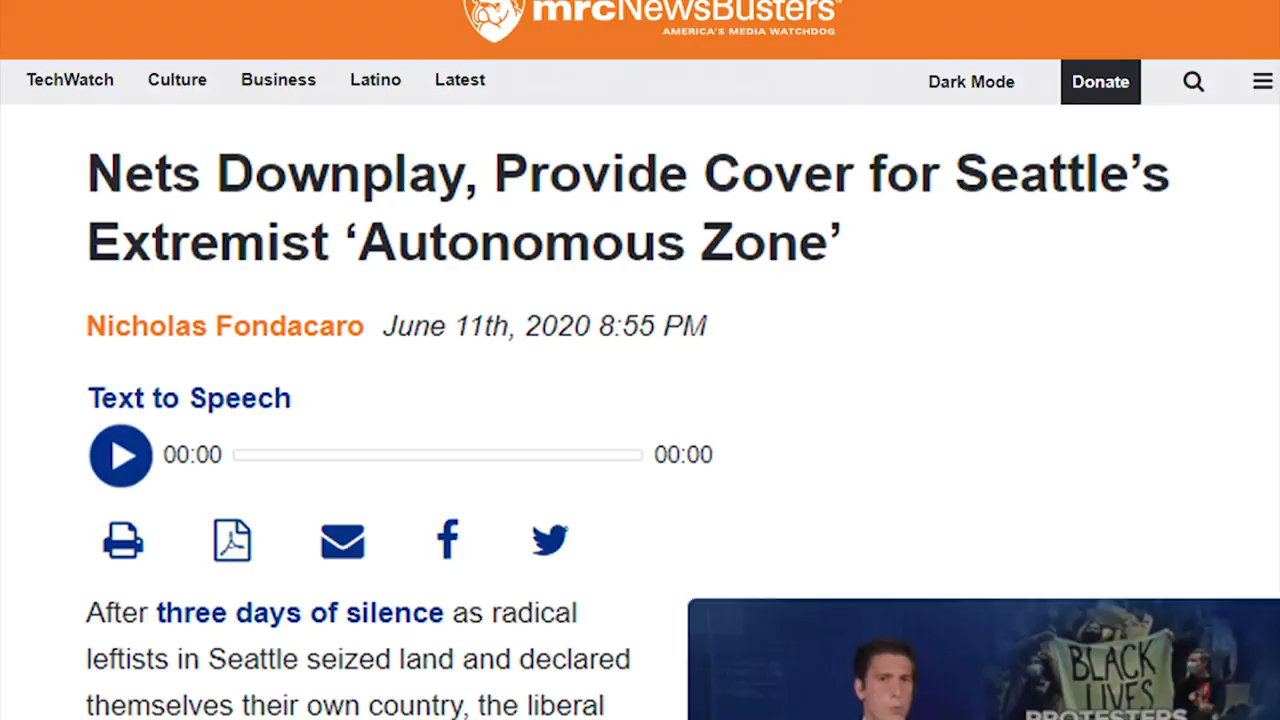 mrcNewsBusters
AMERICA'S MEDIA WATCHDOG
TechWatch Culture Business Latino Latest Dark Mode Donate
Nets Downplay, Provide Cover for Seattle’s
Extremist ‘Autonomous Zone’
Nicholas Fondacaro June 11th, 2020 8:55 PM
Text to Speech
00:00 00:00
After three days of silence as radical
leftists in Seattle seized land and declared
themselves their own country, the liberal
BLACK
LIVES
PROTESTERS